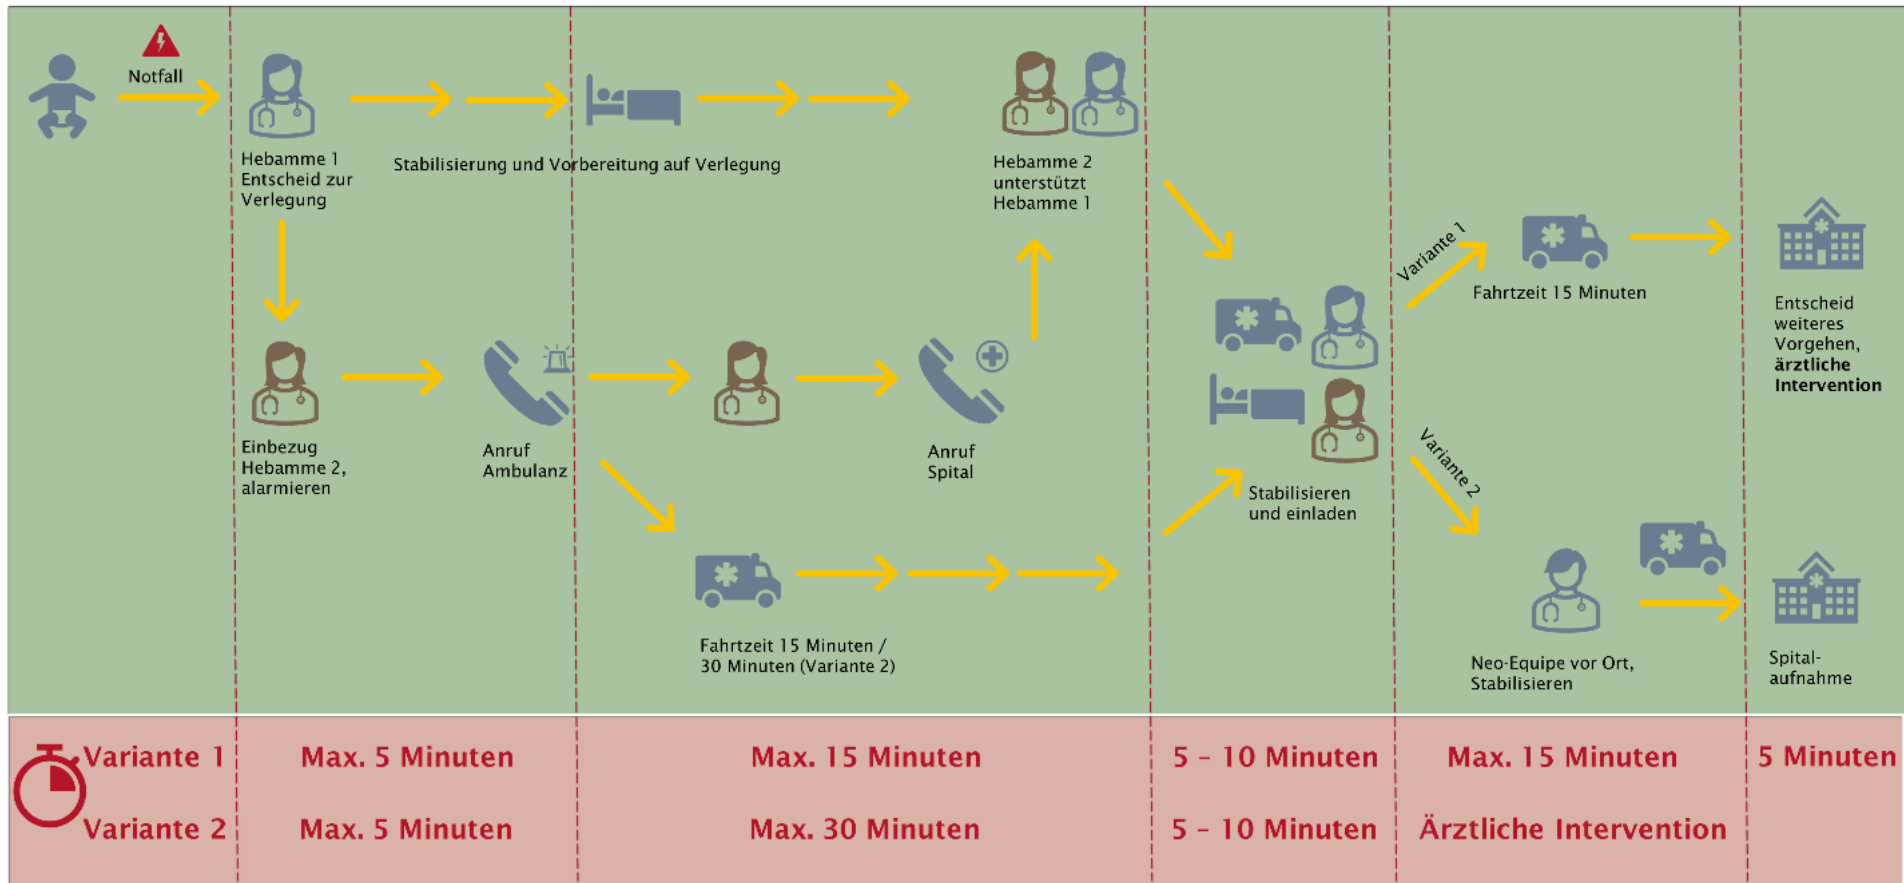 Notfall
Hebamme 1
Entscheid zur
Verlegung
Stabilisierung und Vorbereitung auf Verlegung
Hebamme 2
unterstützt
Hebamme 1
Einbezug
Hebamme 2,
alarmieren
Anruf
Ambulanz
Anruf
Spital
Fahrtzeit 15 Minuten /
30 Minuten (Variante 2)
Stabilisieren
und einladen
Variante 1
Fahrtzeit 15 Minuten
Entscheid
weiteres
Vorgehen,
ärztliche
Intervention
Variante 2
Neo-Equipe vor Ort,
Stabilisieren
Spital-
aufnahme
Variante 1
Max. 5 Minuten
Max. 15 Minuten
5 – 10 Minuten
Max. 15 Minuten
5 Minuten
Variante 2
Max. 5 Minuten
Max. 30 Minuten
5 – 10 Minuten
Ärztliche Intervention